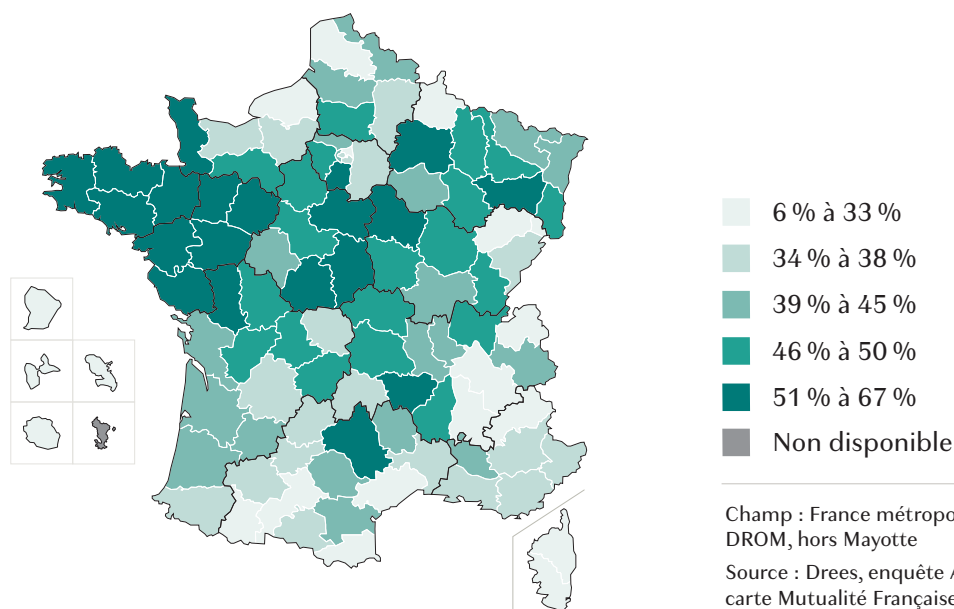 6 % à 33 %
34 % à 38 %
39 % à 45 %
46 % à 50 %
51 % à 67 %
Non disponible
Champ : France
DROM, hors Mayotte
Source : Drees, enquête
carte Mutualité Française